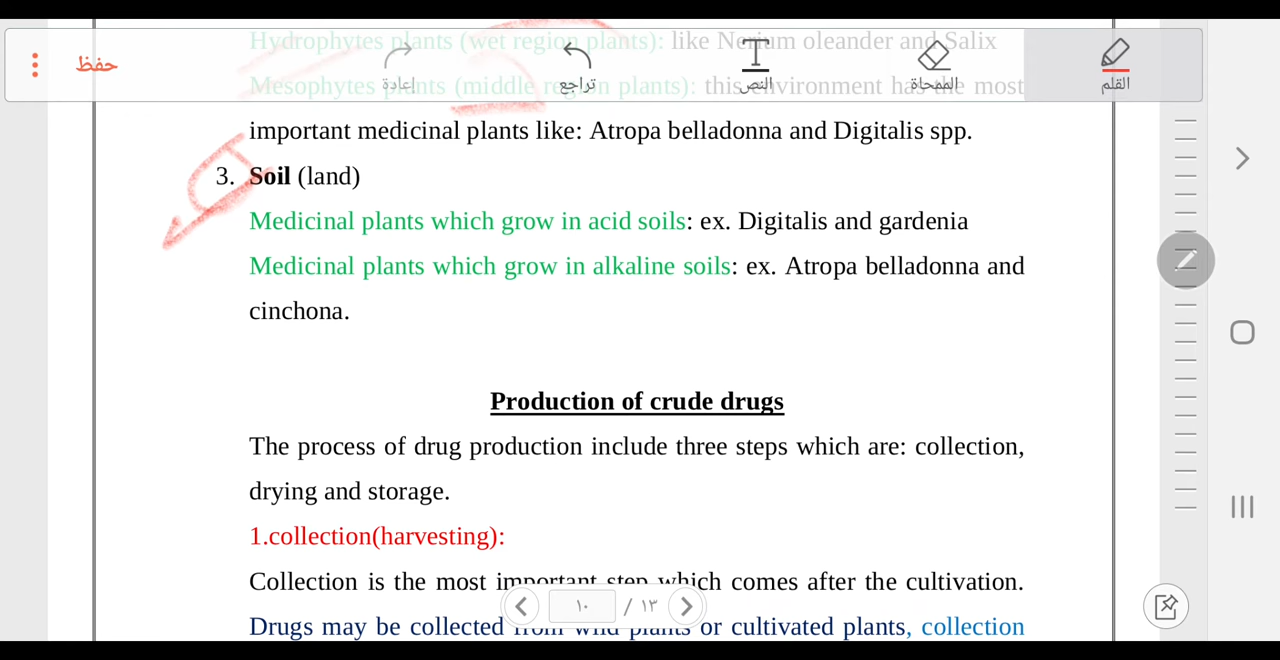 Hydrophytes plants (wet region plants): like Nerium oleander and Salix
حفظ
إعادة
تراجع
النص
الممحاة
القلم
Mesophytes plants (middle region plants): this environment has the most
important medicinal plants like: Atropa belladonna and Digitalis spp.
3. Soil (land)
Medicinal plants which grow in acid soils: ex. Digitalis and gardenia
Medicinal plants which grow in alkaline soils: ex. Atropa belladonna and
cinchona.
Production of crude drugs
The process of drug production include three steps which are: collection,
drying and storage.
1.collection(harvesting):
Collection is the most important step which comes after the cultivation.
١٠ / ١٣
Drugs may be collected from wild plants or cultivated plants, collection